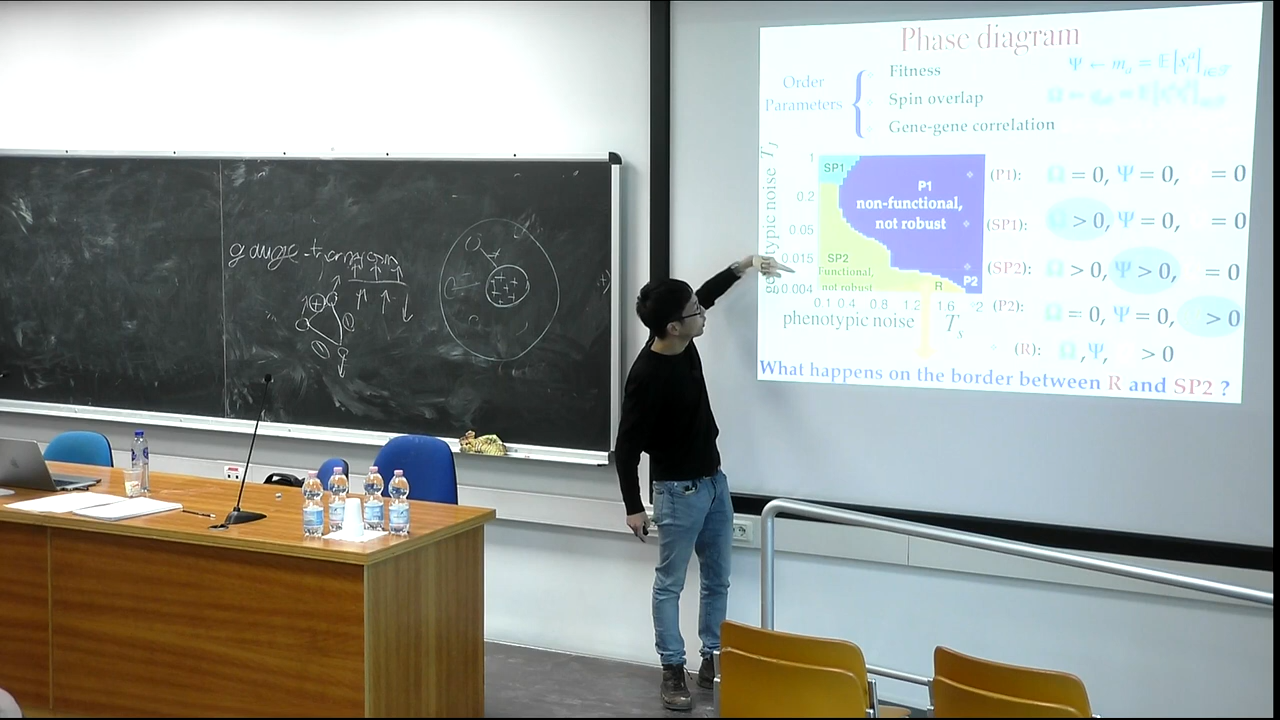 Phase diagram
Order
Parameters
Fitness
Spin overlap
Gene-gene correlation
Ψ ← m
1
0.2
0.05
0.015
0.004
SP1
P1
non-functional,
not robust
SP2
Functional,
not robust
R
P2
0.1 0.4 0.8 1.2 1.6 2
phenotypic noise T_s
typic noise T_J
(P1): = 0, Ψ = 0, = 0
(SP1): > 0, Ψ = 0, = 0
(SP2): > 0, Ψ > 0, = 0
(P2): = 0, Ψ = 0, > 0
(R): , Ψ, > 0
What happens on the border between R and SP2 ?
gauge-transform